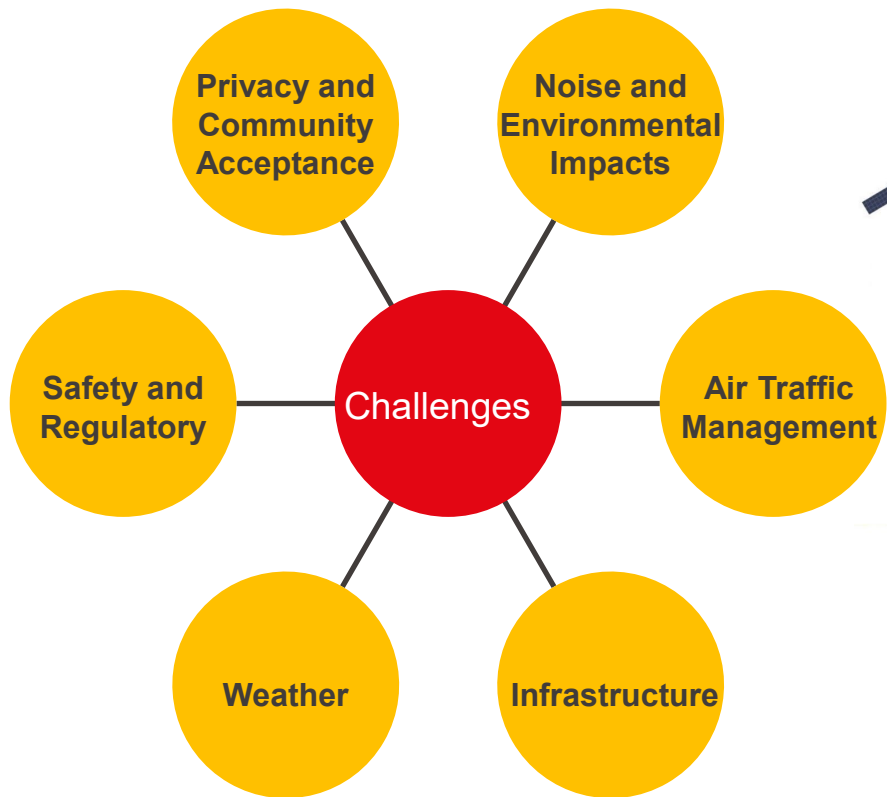 Privacy and
Community
Acceptance
Noise and
Environmental
Impacts
Safety and
Regulatory
Challenges
Air Traffic
Management
Weather
Infrastructure